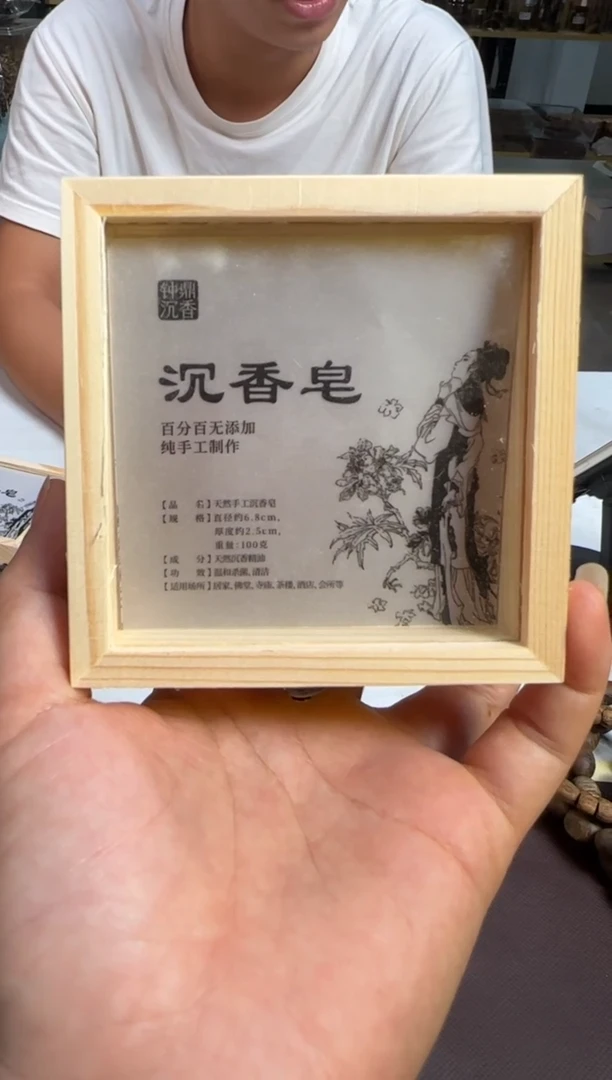 钟鼎
沉香
沉香皂
百分百无添加
纯手工制作
【品 名】天然手工沉香皂
【规 格】直径约6.8cm,
厚度约2.5cm,
重量:100克
【成 分】天然沉香精油
【功 效】温和杀菌,清洁
【适用场所】居家、佛堂、寺庙、茶楼、酒店、会所等
皂。